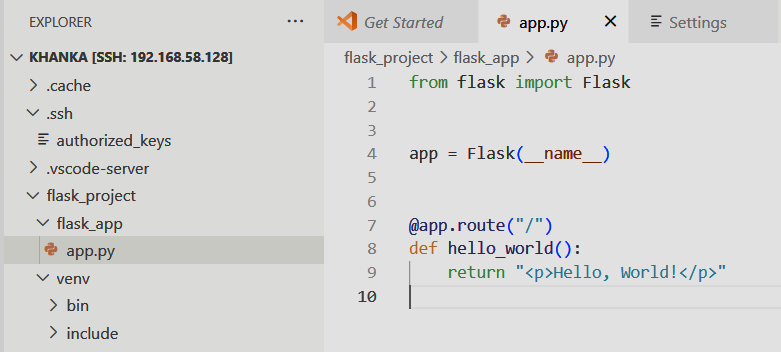 EXPLORER
KHANKA [SSH: 192.168.58.128]
.cache
.ssh
authorized_keys
.vscode-server
flask_project
flask_app
app.py
venv
bin
include
Get Started
app.py
Settings
flask_project > flask_app > app.py
1 from flask import Flask
2
3
4 app = Flask(__name__)
5
6
7 @app.route("/")
8 def hello_world():
9     return "<p>Hello, World!</p>"
10